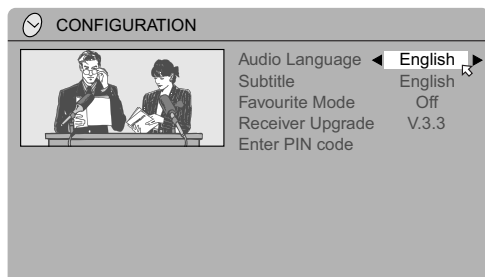 CONFIGURATION
Audio Language English
Subtitle English
Favourite Mode Off
Receiver Upgrade V.3.3
Enter PIN code